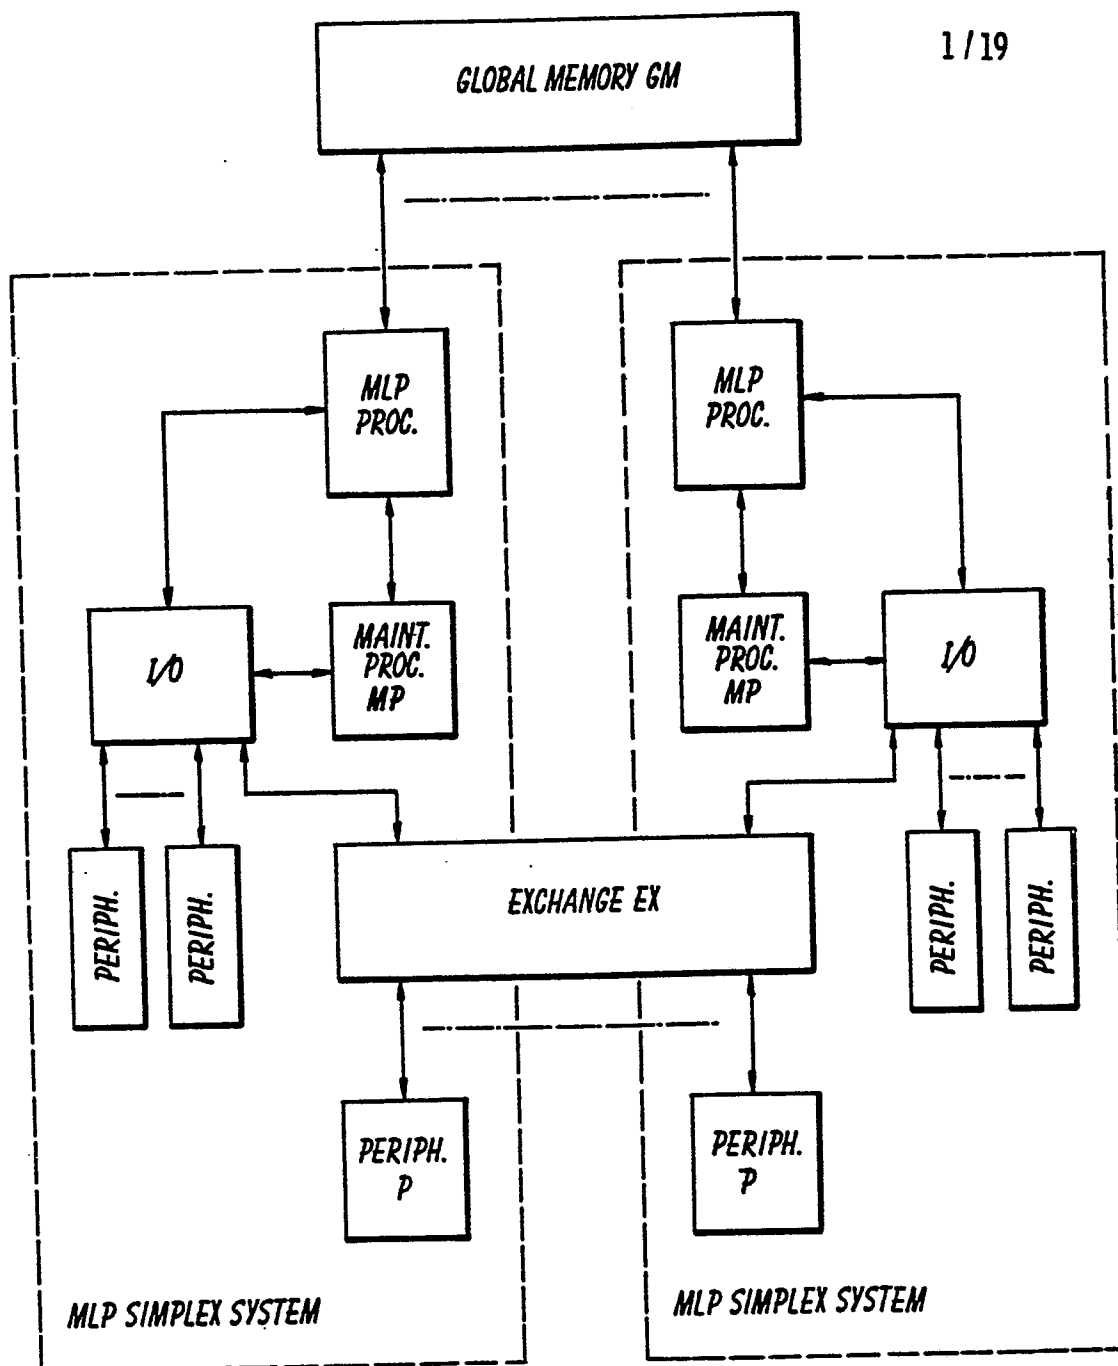 1/19
GLOBAL MEMORY GM
MLP
PROC.
MLP
PROC.
I/O
MAINT.
PROC.
MP
MAINT.
PROC.
MP
I/O
PERIPH.
PERIPH.
EXCHANGE EX
PERIPH.
PERIPH.
PERIPH.
P
PERIPH.
P
MLP SIMPLEX SYSTEM
MLP SIMPLEX SYSTEM